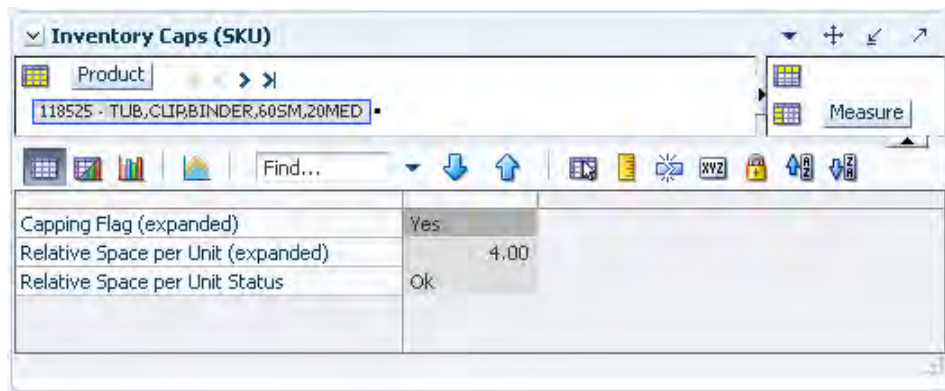 Inventory Caps (SKU)
Product
118525 - TUB,CLIP,BINDER,60SM,20MED
Measure
Find...
XYZ
A
Z
Z
A
Capping Flag (expanded) Yes
Relative Space per Unit (expanded) 4.00
Relative Space per Unit Status Ok